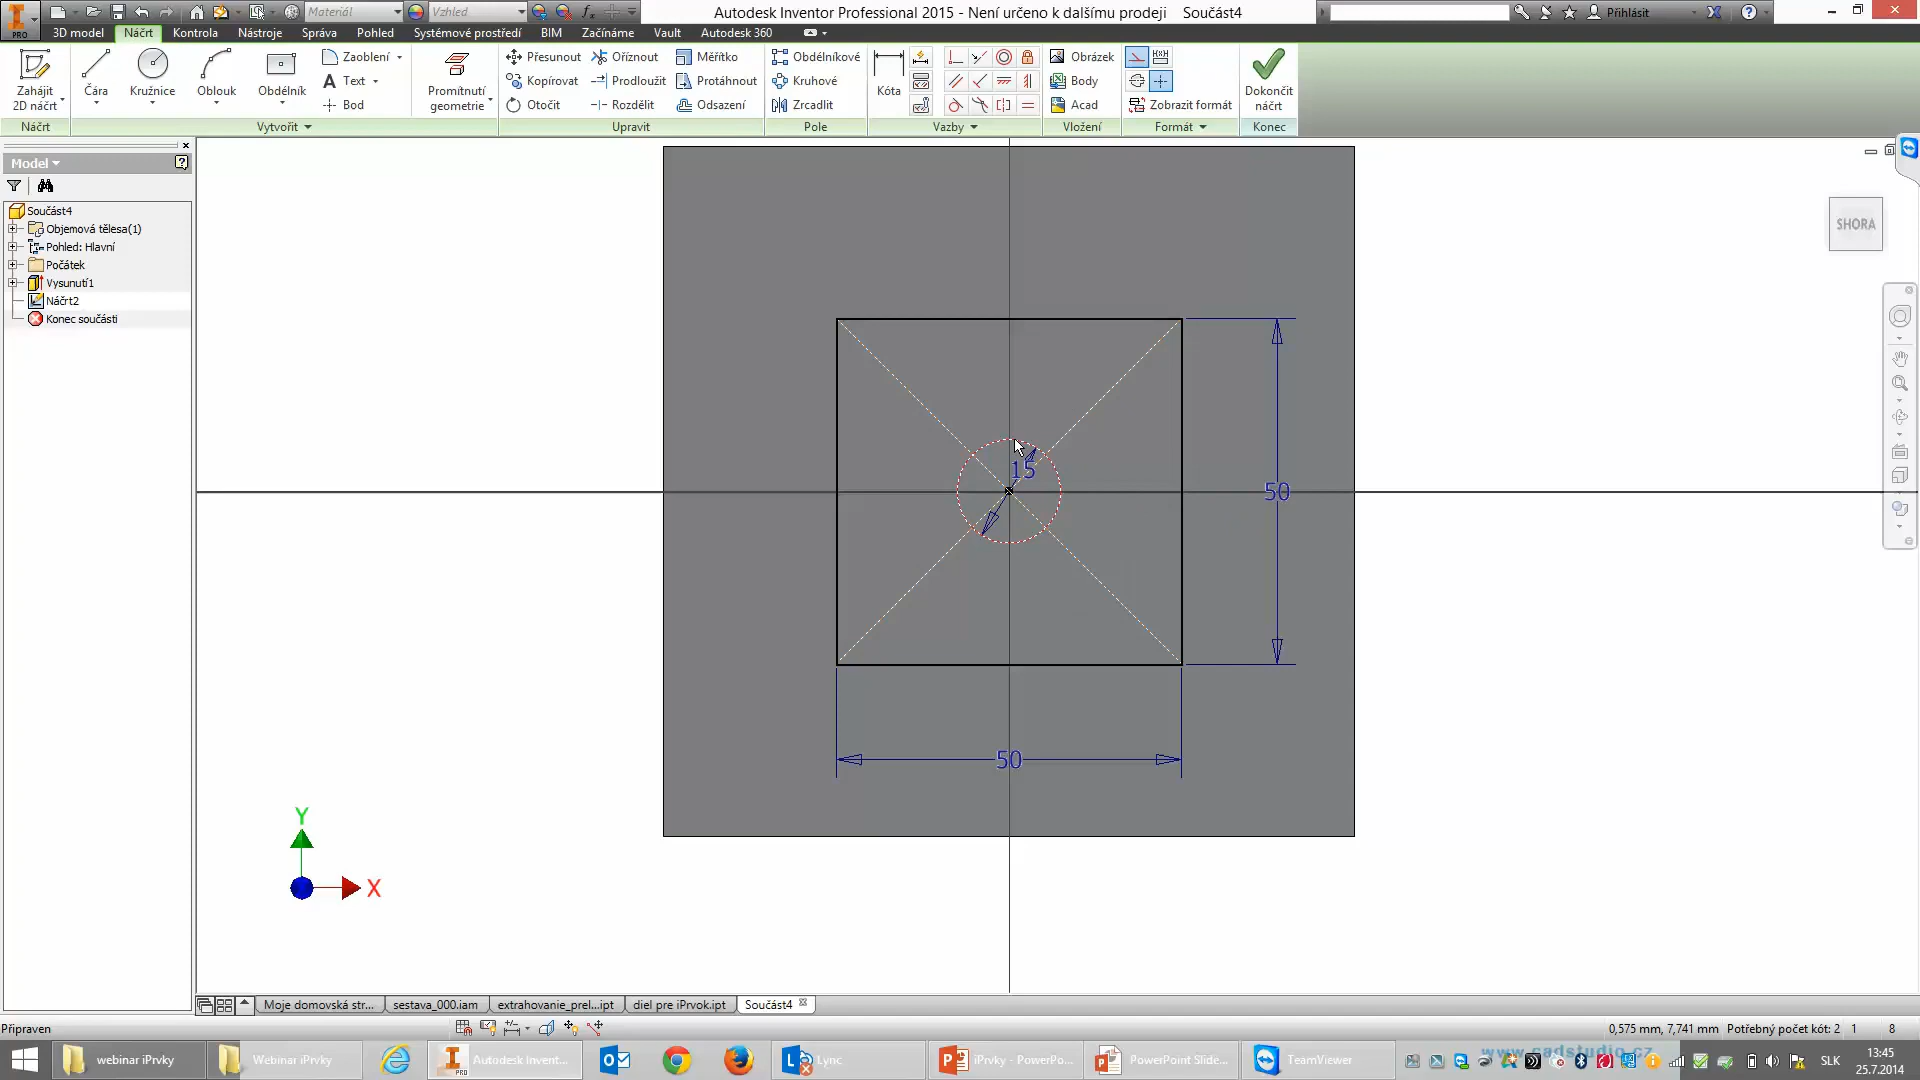 Materiál
Vzhled
Autodesk Inventor Professional 2015 - Není určeno k dalšímu prodeji Součást4
Přihlásit
PRO
3D model
Náčrt
Kontrola
Nástroje
Správa
Pohled
Systémové prostředí
BIM
Začínáme
Vault
Autodesk 360
Zahájit
2D náčrt
Čára
Kružnice
Oblouk
Obdélník
Zaoblení
Text
Bod
Promítnutí
geometrie
Přesunout
Kopírovat
Otočit
Oříznout
Prodloužit
Rozdělit
Měřítko
Protáhnout
Odsazení
Obdélníkové
Kruhové
Zrcadlit
Kóta
Obrázek
Body
Acad
Zobrazit formát
Dokončit
náčrt
Náčrt
Vytvořit
Upravit
Pole
Vazby
Vložení
Formát
Konec
Model
Součást4
Objemová tělesa(1)
Pohled: Hlavní
Počátek
Vysunutí1
Náčrt2
Konec součásti
SHORA
15
50
50
Y
X
Moje domovská str...
sestava_000.iam
extrahovanie_prel...ipt
diel pre iPrvok.ipt
Součást4
Připraven
0,575 mm, 7,741 mm Potřebný počet kót: 2 1 8
webinar iPrvky
Webinar iPrvky
Autodesk Invent...
Lync
iPrvky - PowerPo...
PowerPoint Slide...
TeamViewer
www.cadstudio.cz
SLK
13:45
25.7.2014